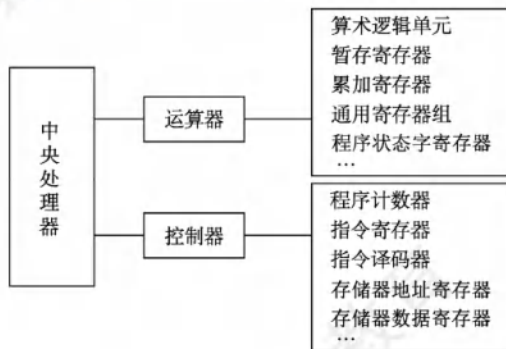 中央处理器
运算器
算术逻辑单元
暂存寄存器
累加寄存器
通用寄存器组
程序状态字寄存器
…
控制器
程序计数器
指令寄存器
指令译码器
存储器地址寄存器
存储器数据寄存器
…